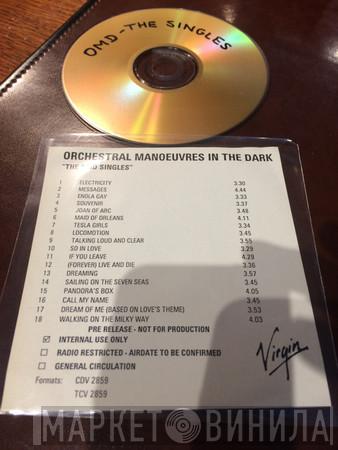 OMD - THE SINGLES
ORCHESTRAL MANOEUVRES IN THE DARK
"THE OMD SINGLES"
1 ELECTRICITY 3.30
2 MESSAGES 4.44
3 ENOLA GAY 3.33
4 SOUVENIR 3.37
5 JOAN OF ARC 3.48
6 MAID OF ORLEANS 4.11
7 TESLA GIRLS 3.34
8 LOCOMOTION 3.45
9 TALKING LOUD AND CLEAR 3.55
10 SO IN LOVE 3.29
11 IF YOU LEAVE 4.29
12 (FOREVER) LIVE AND DIE 3.36
13 DREAMING 3.57
14 SAILING ON THE SEVEN SEAS 3.45
15 PANDORA'S BOX 4.05
16 CALL MY NAME 3.45
17 DREAM OF ME (BASED ON LOVE'S THEME) 3.53
18 WALKING ON THE MILKY WAY 4.03
PRE RELEASE - NOT FOR PRODUCTION
INTERNAL USE ONLY
RADIO RESTRICTED - AIRDATE TO BE CONFIRMED
GENERAL CIRCULATION
Formats: CDV 2859
TCV 2859
Virgin
МАРКЕТ ВИНИЛА